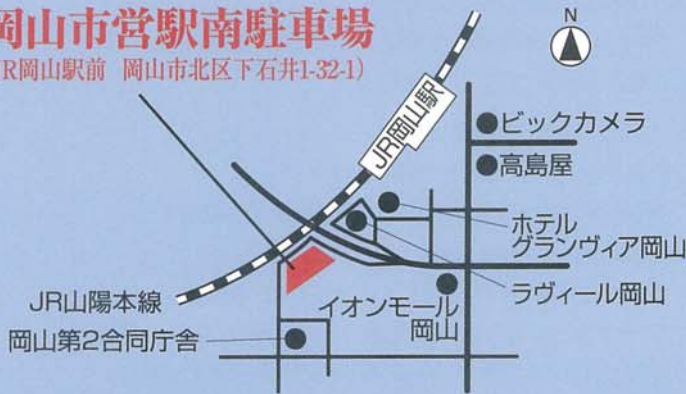 岡山市営駅南駐車場
R岡山駅前 岡山市北区下石井1-32-1)
N
JR岡山駅
ビックカメラ
高島屋
ホテル
グランヴィア岡山
ラヴィール岡山
イオンモール
岡山
JR山陽本線
岡山第2合同庁舎